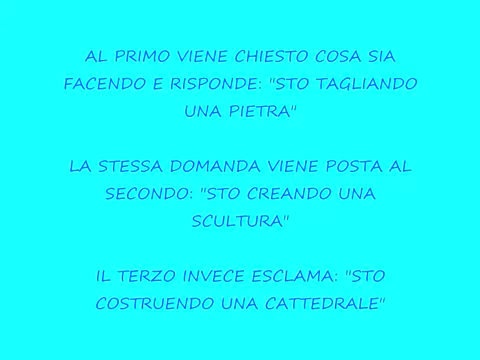 AL PRIMO VIENE CHIESTO COSA SIA
FACENDO E RISPONDE: "STO TAGLIANDO
UNA PIETRA"
LA STESSA DOMANDA VIENE POSTA AL
SECONDO: "STO CREANDO UNA
SCULTURA"
IL TERZO INVECE ESCLAMA: "STO
COSTRUENDO UNA CATTEDRALE"